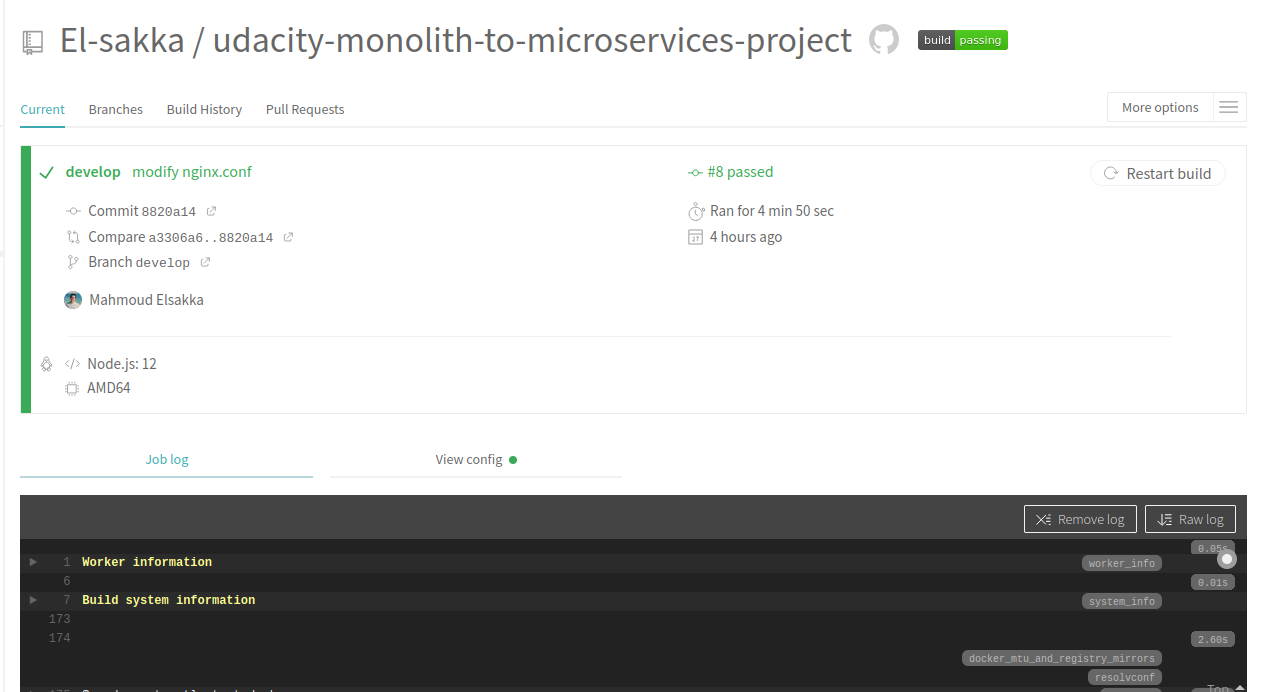 El-sakka / udacity-monolith-to-microservices-project build passing
Current Branches Build History Pull Requests More options
develop modify nginx.conf #8 passed Restart build
Commit 8820a14 Ran for 4 min 50 sec
Compare a3306a6..8820a14 27 4 hours ago
Branch develop
Mahmoud Elsakka
</> Node.js: 12
AMD64
Job log View config
Remove log Raw log
0.05s
1 Worker information worker_info
6 0.01s
7 Build system information system_info
173
174 2.60s
docker_mtu_and_registry_mirrors
resolvconf
Top